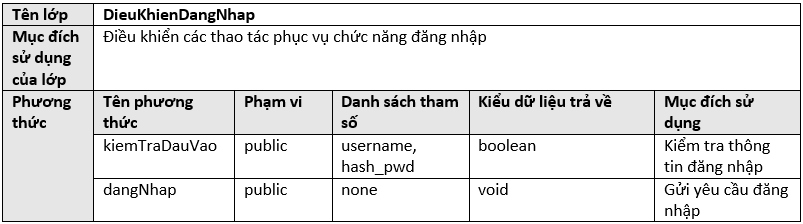 Tên lớp DieuKhienDangNhap
Mục đích sử dụng của lớp Điều khiển các thao tác phục vụ chức năng đăng nhập
Phương thức Tên phương thức Phạm vi Danh sách tham số Kiểu dữ liệu trả về Mục đích sử dụng
kiemTraDauVao public username, hash_pwd boolean Kiểm tra thông tin đăng nhập
dangNhap public none void Gửi yêu cầu đăng nhập